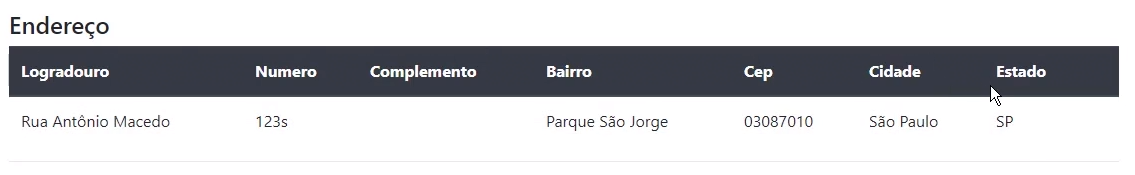 Endereço
Logradouro Numero Complemento Bairro Cep Cidade Estado
Rua Antônio Macedo 123s Parque São Jorge 03087010 São Paulo SP